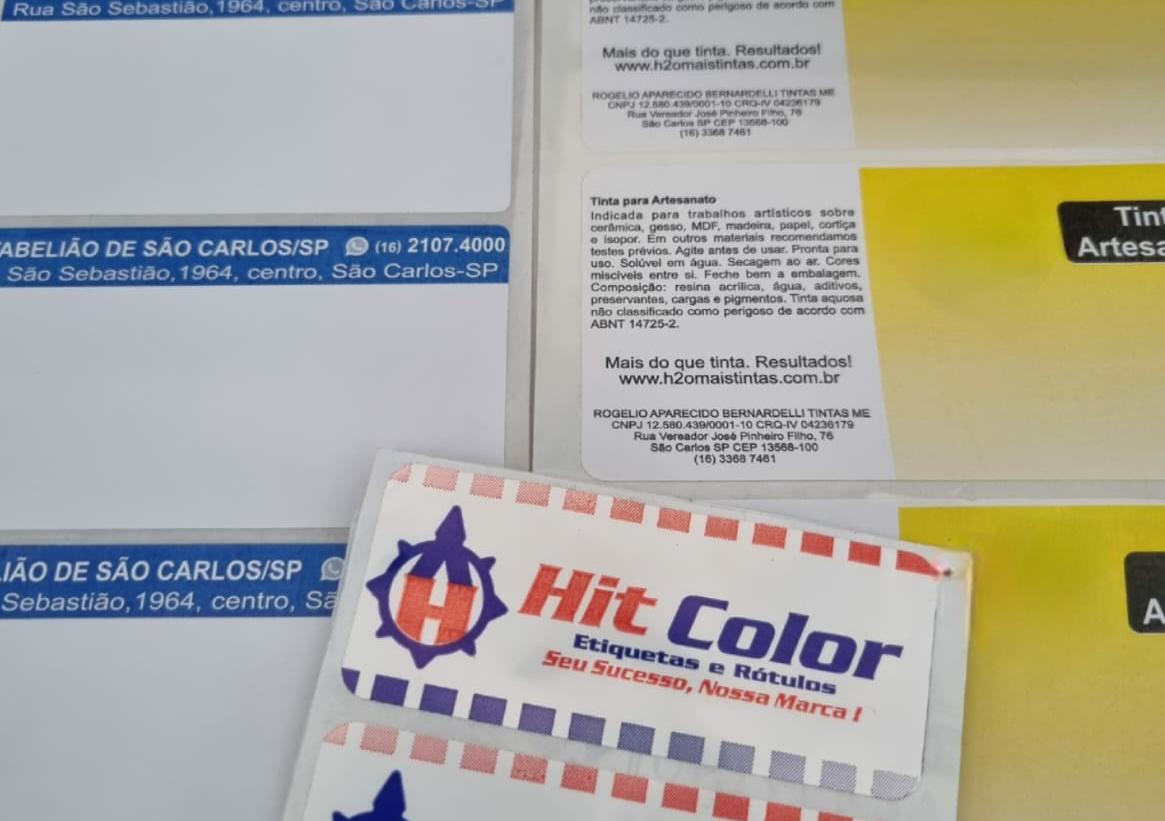 Rua São Sebastião,1964, centro, São Carlos-SP
TABELIÃO DE SÃO CARLOS/SP (16) 2107.4000
São Sebastião,1964, centro, São Carlos-SP
LIÃO DE SÃO CARLOS/SP
Sebastião,1964, centro, Sã
não classificado como perigoso de acordo com
ABNT 14725-2.
Mais do que tinta. Resultados!
www.h2omaistintas.com.br
ROGELIO APARECIDO BERNARDELLI TINTAS ME
CNPJ 12.580.439/0001-10 CRQ-IV 04236179
Rua Vereador José Pinheiro Filho, 76
São Carlos SP CEP 13568-100
(16) 3368 7461
Tinta para Artesanato
Indicada para trabalhos artísticos sobre
cerâmica, gesso, MDF, madeira, papel, cortiça
e isopor. Em outros materiais recomendamos
testes prévios. Agite antes de usar. Pronta para
uso. Solúvel em água. Secagem ao ar. Cores
miscíveis entre si. Feche bem a embalagem.
Composição: resina acrílica, água, aditivos,
preservantes, cargas e pigmentos. Tinta aquosa
não classificado como perigoso de acordo com
ABNT 14725-2.
Mais do que tinta. Resultados!
www.h2omaistintas.com.br
ROGELIO APARECIDO BERNARDELLI TINTAS ME
CNPJ 12.580.439/0001-10 CRQ-IV 04236179
Rua Vereador José Pinheiro Filho, 76
São Carlos SP CEP 13568-100
(16) 3368 7461
Tint
Artesa
A
H
Hit Color
Etiquetas e Rótulos
Seu Sucesso, Nossa Marca !